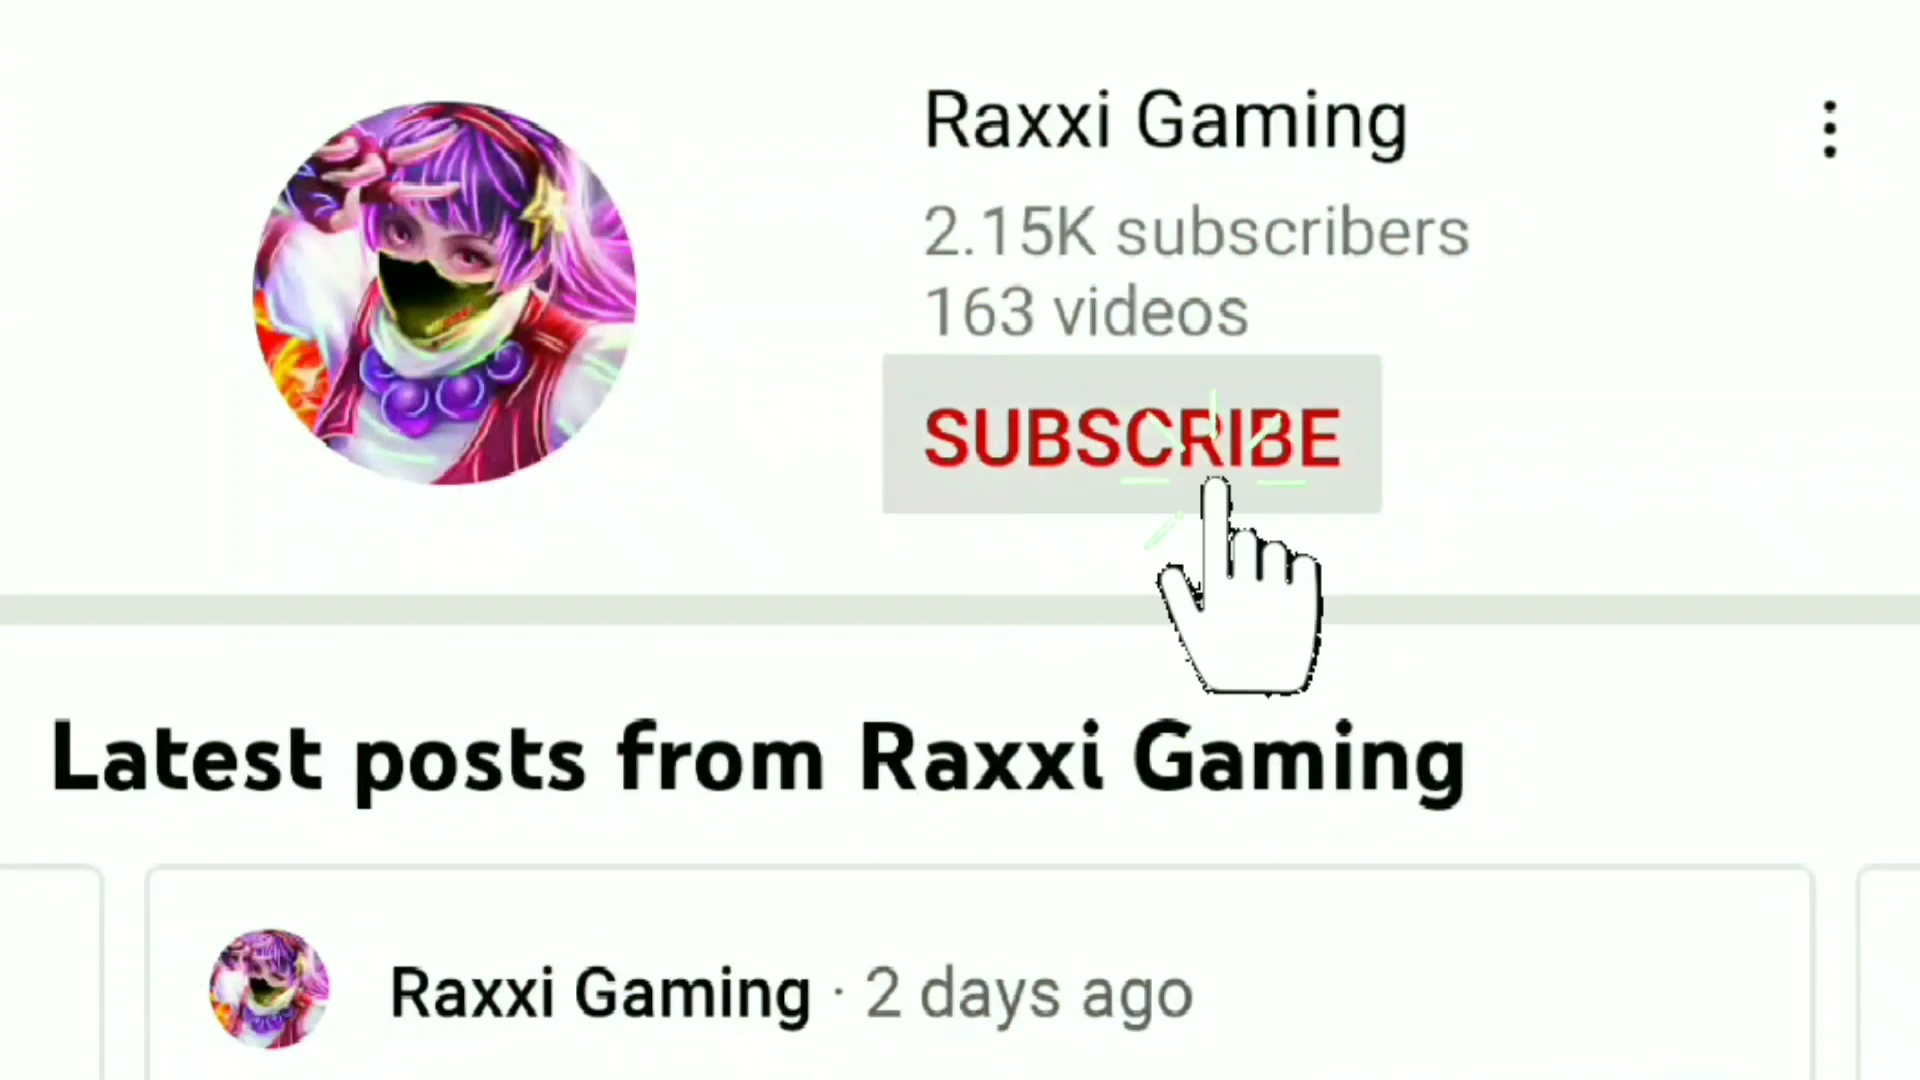 Raxxi Gaming
2.15K subscribers
163 videos
SUBSCRIBE
Latest posts from Raxxi Gaming
Raxxi Gaming · 2 days ago